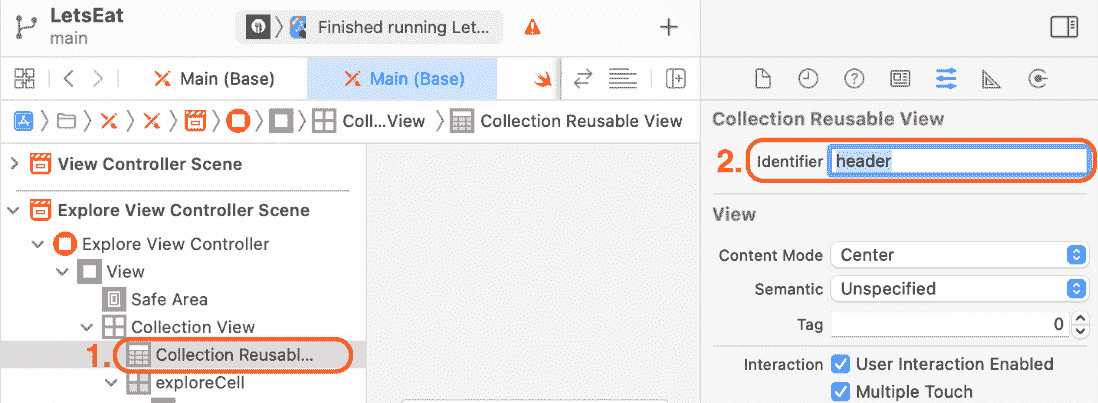 LetsEat
main
Finished running Let...
Main (Base)
Main (Base)
Coll...View
Collection Reusable View
View Controller Scene
Explore View Controller Scene
Explore View Controller
View
Safe Area
Collection View
1. Collection Reusabl...
exploreCell
Collection Reusable View
2. Identifier header
View
Content Mode Center
Semantic Unspecified
Tag 0
Interaction User Interaction Enabled
Multiple Touch